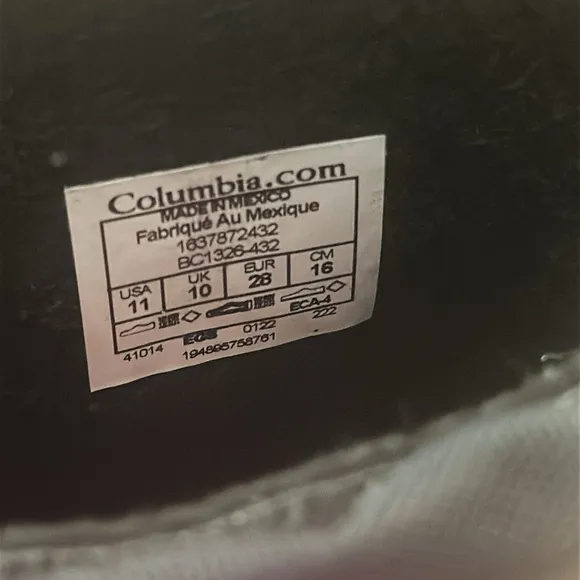 Columbia.com
MADE IN MEXICO
Fabriqué Au Mexique
1637872432
BC1326-432
USA UK EUR CM
11 10 28 16
ECA-4
41014 ECS 0122 222
194895758761